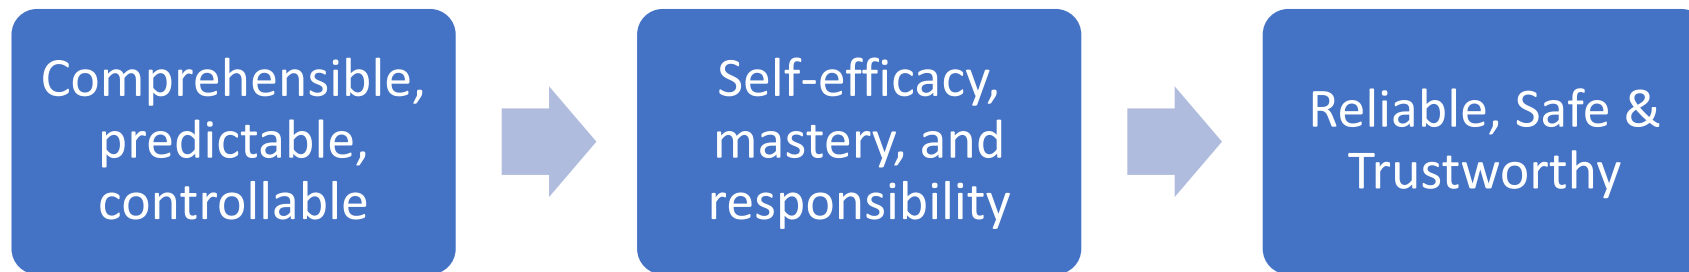 Comprehensible,
predictable,
controllable
Self-efficacy,
mastery, and
responsibility
Reliable, Safe &
Trustworthy